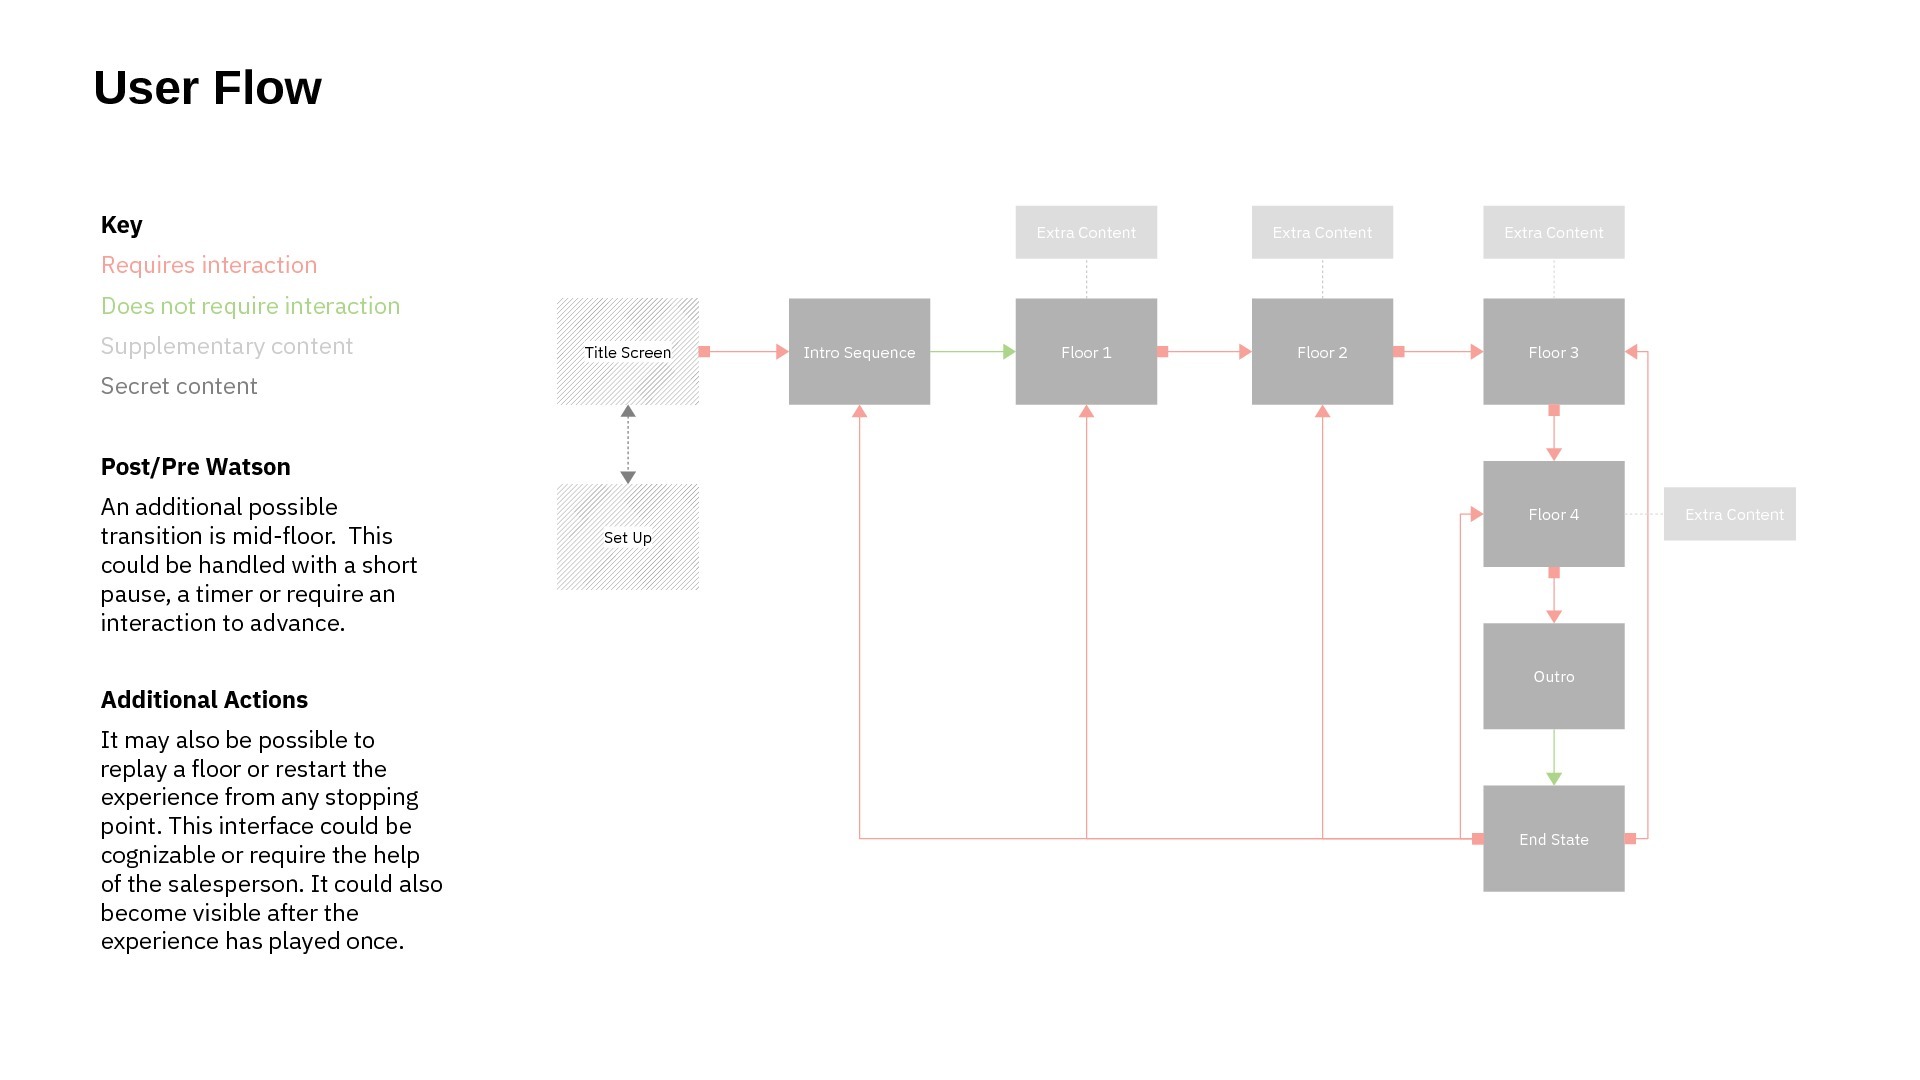 User Flow
Key
Requires interaction
Does not require interaction
Supplementary content
Secret content
Post/Pre Watson
An additional possible
transition is mid-floor.  This
could be handled with a short
pause, a timer or require an
interaction to advance.
Additional Actions
It may also be possible to
replay a floor or restart the
experience from any stopping
point. This interface could be
cognizable or require the help
of the salesperson. It could also
become visible after the
experience has played once.
Extra Content
Extra Content
Extra Content
Title Screen
Intro Sequence
Floor 1
Floor 2
Floor 3
Set Up
Floor 4
Extra Content
Outro
End State